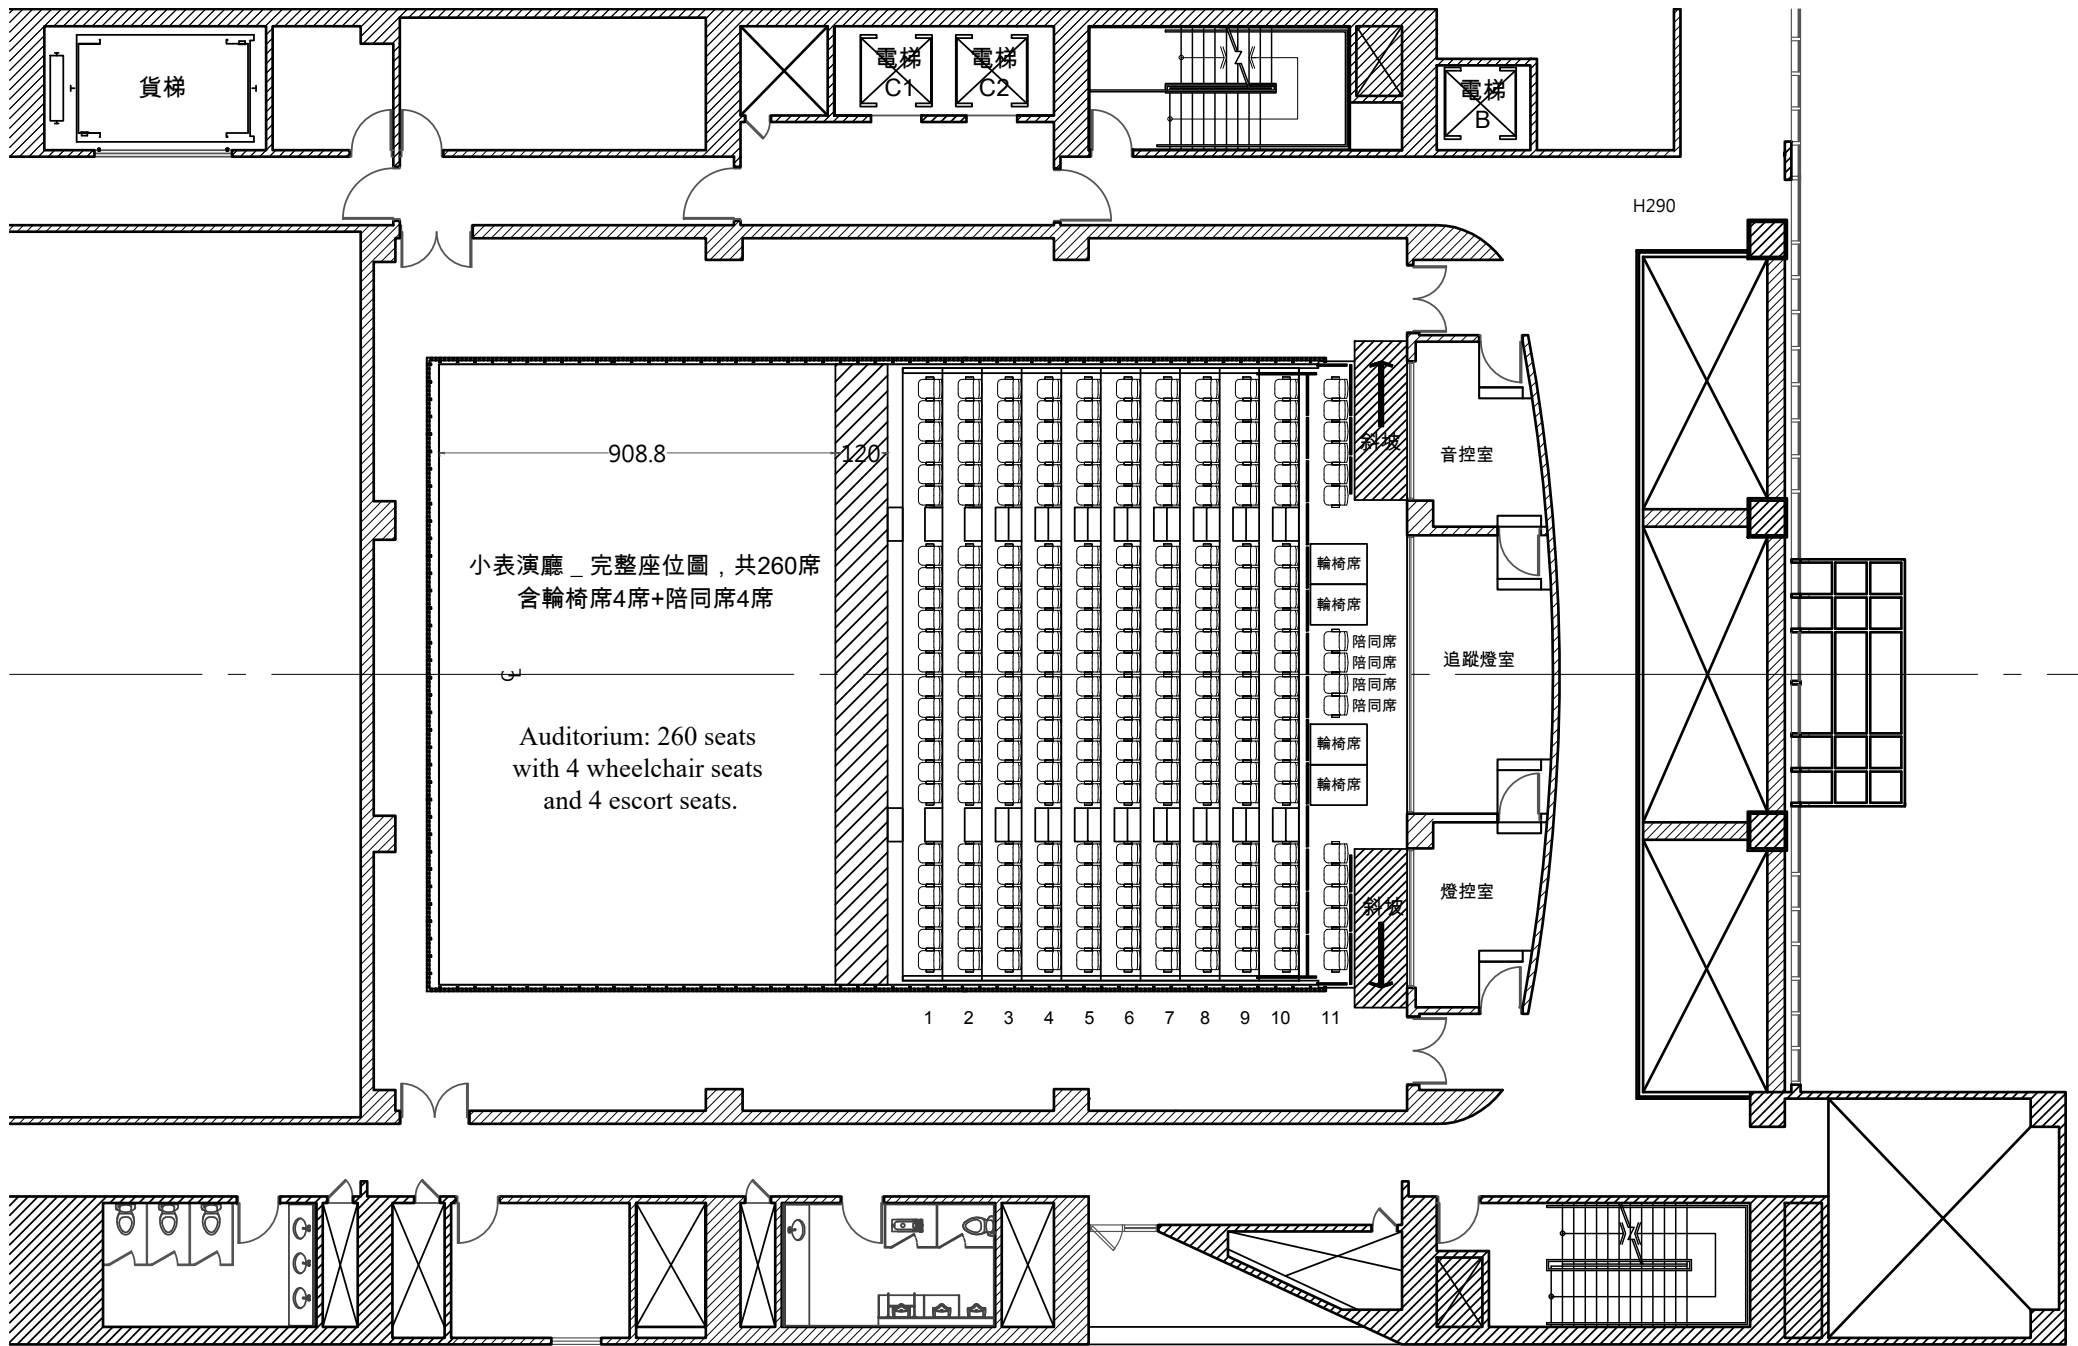 貨梯
電梯
C1
電梯
C2
電梯
B
H290
908.8
120
斜坡
音控室
小表演廳 _ 完整座位圖，共260席
含輪椅席4席+陪同席4席
輪椅席
輪椅席
陪同席
陪同席
陪同席
陪同席
追蹤燈室
Auditorium: 260 seats
with 4 wheelchair seats
and 4 escort seats.
輪椅席
輪椅席
斜坡
燈控室
1 2 3 4 5 6 7 8 9 10 11